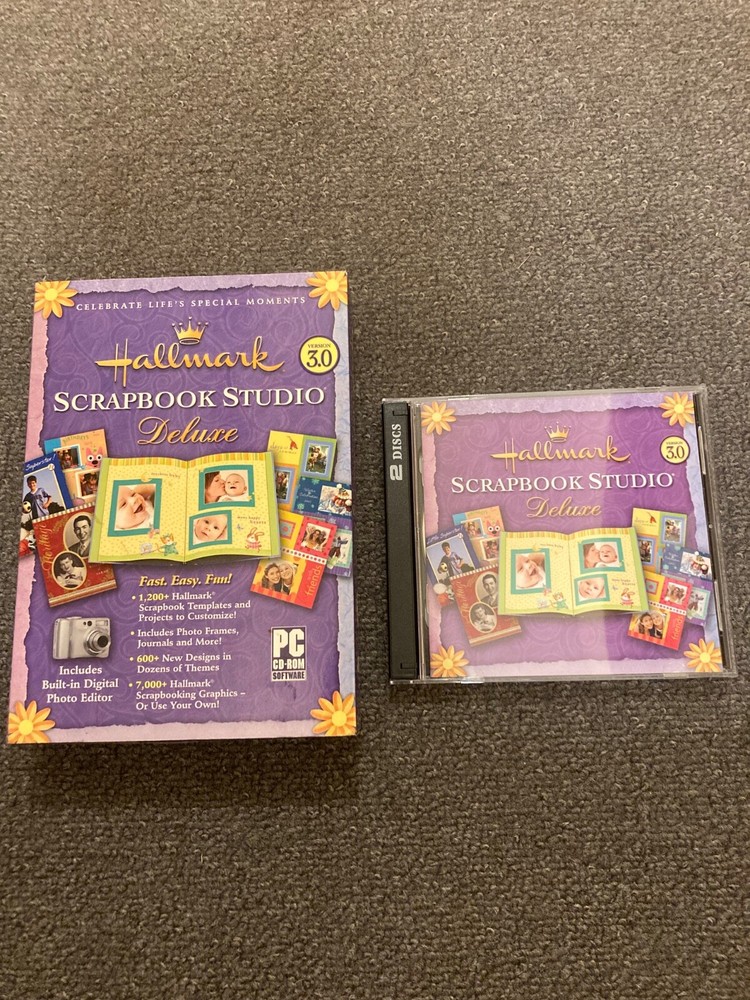 CELEBRATE LIFE'S SPECIAL MOMENTS
Hallmark
VERSION
3.0
SCRAPBOOK STUDIO®
Deluxe
Fast. Easy. Fun!
• 1,200+ Hallmark®
Scrapbook Templates and
Projects to Customize!
• Includes Photo Frames,
Journals and More!
• 600+ New Designs in
Dozens of Themes
• 7,000+ Hallmark®
Scrapbooking Graphics –
Or Use Your Own!
Includes
Built-in Digital
Photo Editor
PC
CD-ROM
SOFTWARE
friends
2 DISCS
Hallmark
VERSION
3.0
SCRAPBOOK STUDIO®
Deluxe